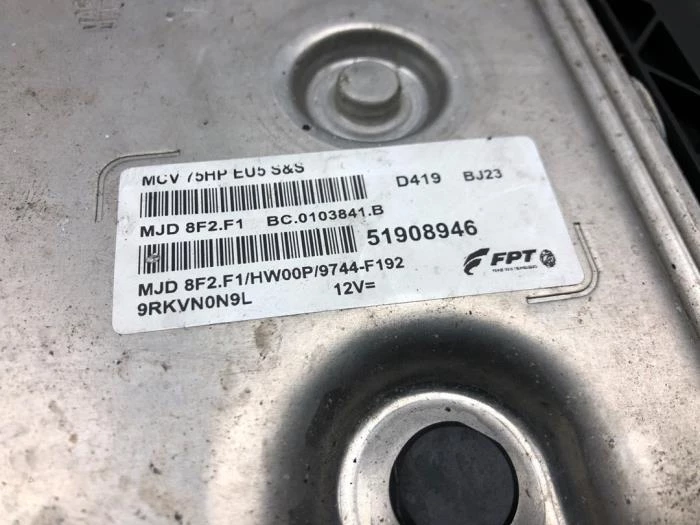 MCV 75HP EU5 S&S
D419 BJ23
MJD 8F2.F1 BC.0103841.B
51908946
MJD 8F2.F1/HW00P/9744-F192
9RKVN0N9L 12V=
FPT